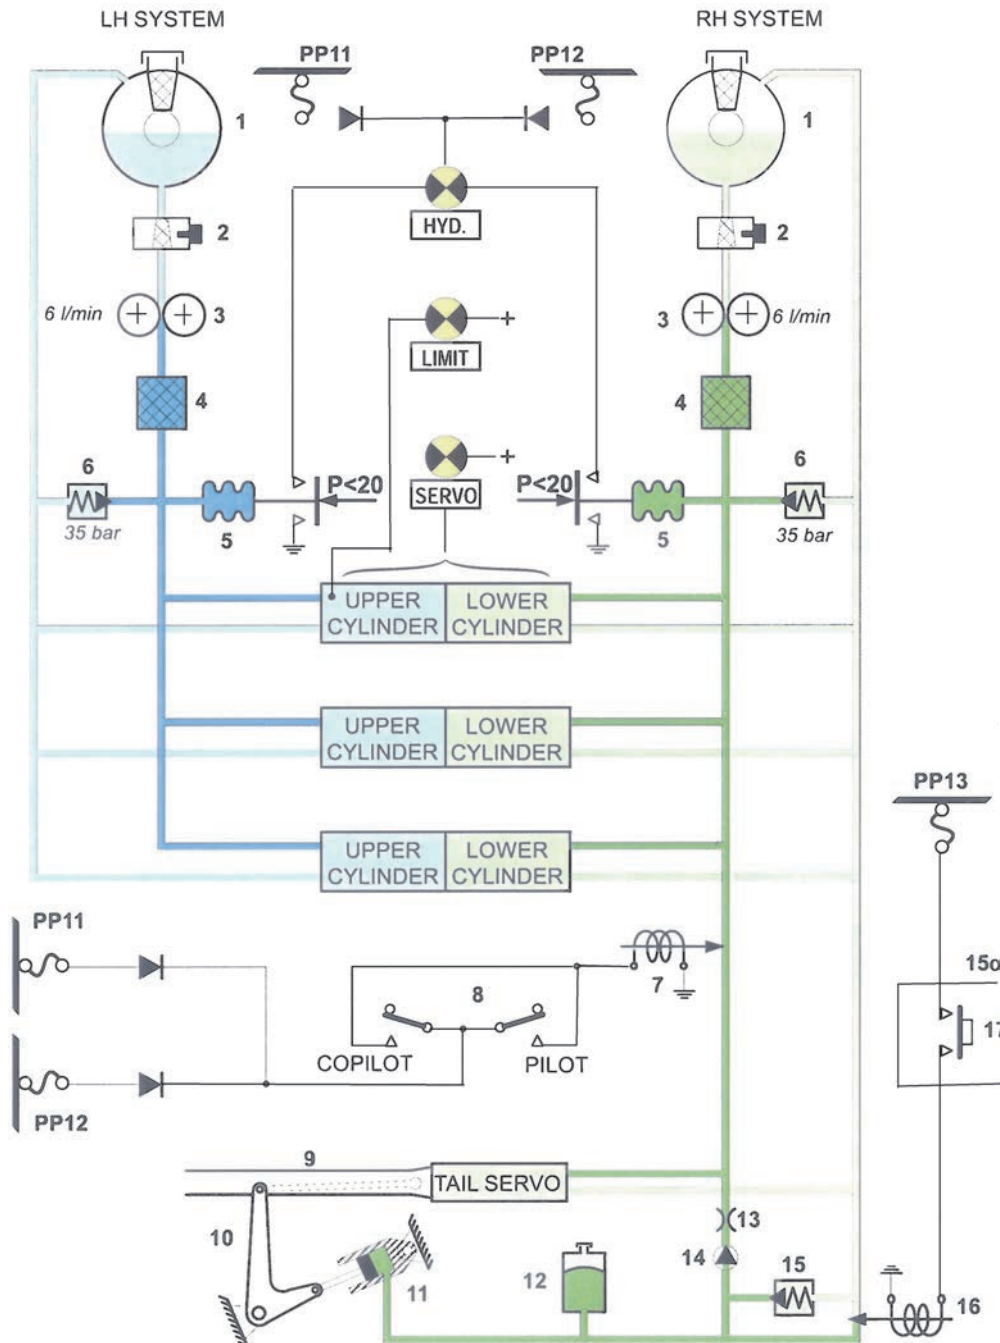 LH SYSTEM
RH SYSTEM
PP11
PP12
1
1
2
HYD.
2
6 l/min
3
3
6 l/min
LIMIT
4
4
6
P<20
SERVO
P<20
6
35 bar
5
5
35 bar
UPPER CYLINDER
LOWER CYLINDER
UPPER CYLINDER
LOWER CYLINDER
PP13
UPPER CYLINDER
LOWER CYLINDER
PP11
7
8
15α
17
COPILOT
PILOT
PP12
9
TAIL SERVO
10
13
14
11
12
15
16